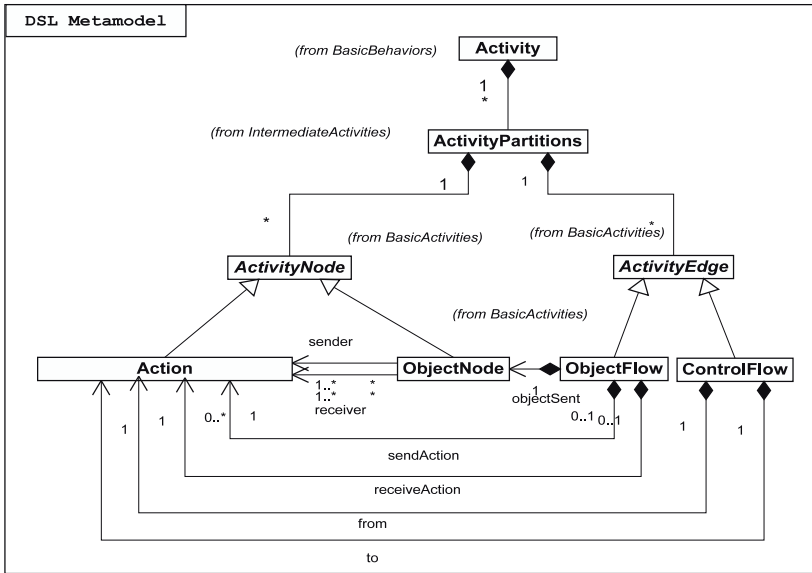 DSL Metamodel
(from BasicBehaviors)
Activity
1
*
(from IntermediateActivities)
ActivityPartitions
1
1
*
*
(from BasicActivities)
(from BasicActivities)
ActivityNode
ActivityEdge
(from BasicActivities)
sender
Action
ObjectNode
ObjectFlow
ControlFlow
1..*
*
1..*
*
receiver
1
objectSent
1
1
0..*
1
0..1
0..1
1
1
sendAction
receiveAction
from
to